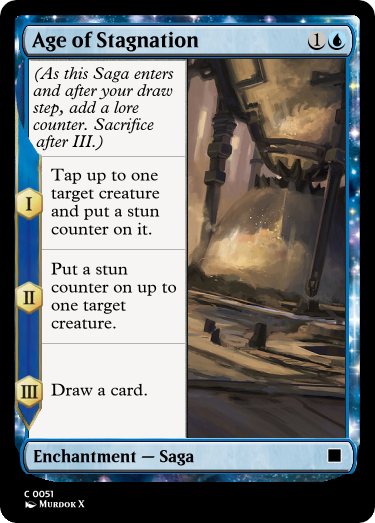 Age of Stagnation 1
(As this Saga enters
and after your draw
step, add a lore
counter. Sacrifice
after III.)
I
Tap up to one
target creature
and put a stun
counter on it.
II
Put a stun
counter on up to
one target
creature.
III
Draw a card.
Enchantment — Saga
C 0051
Murdok X